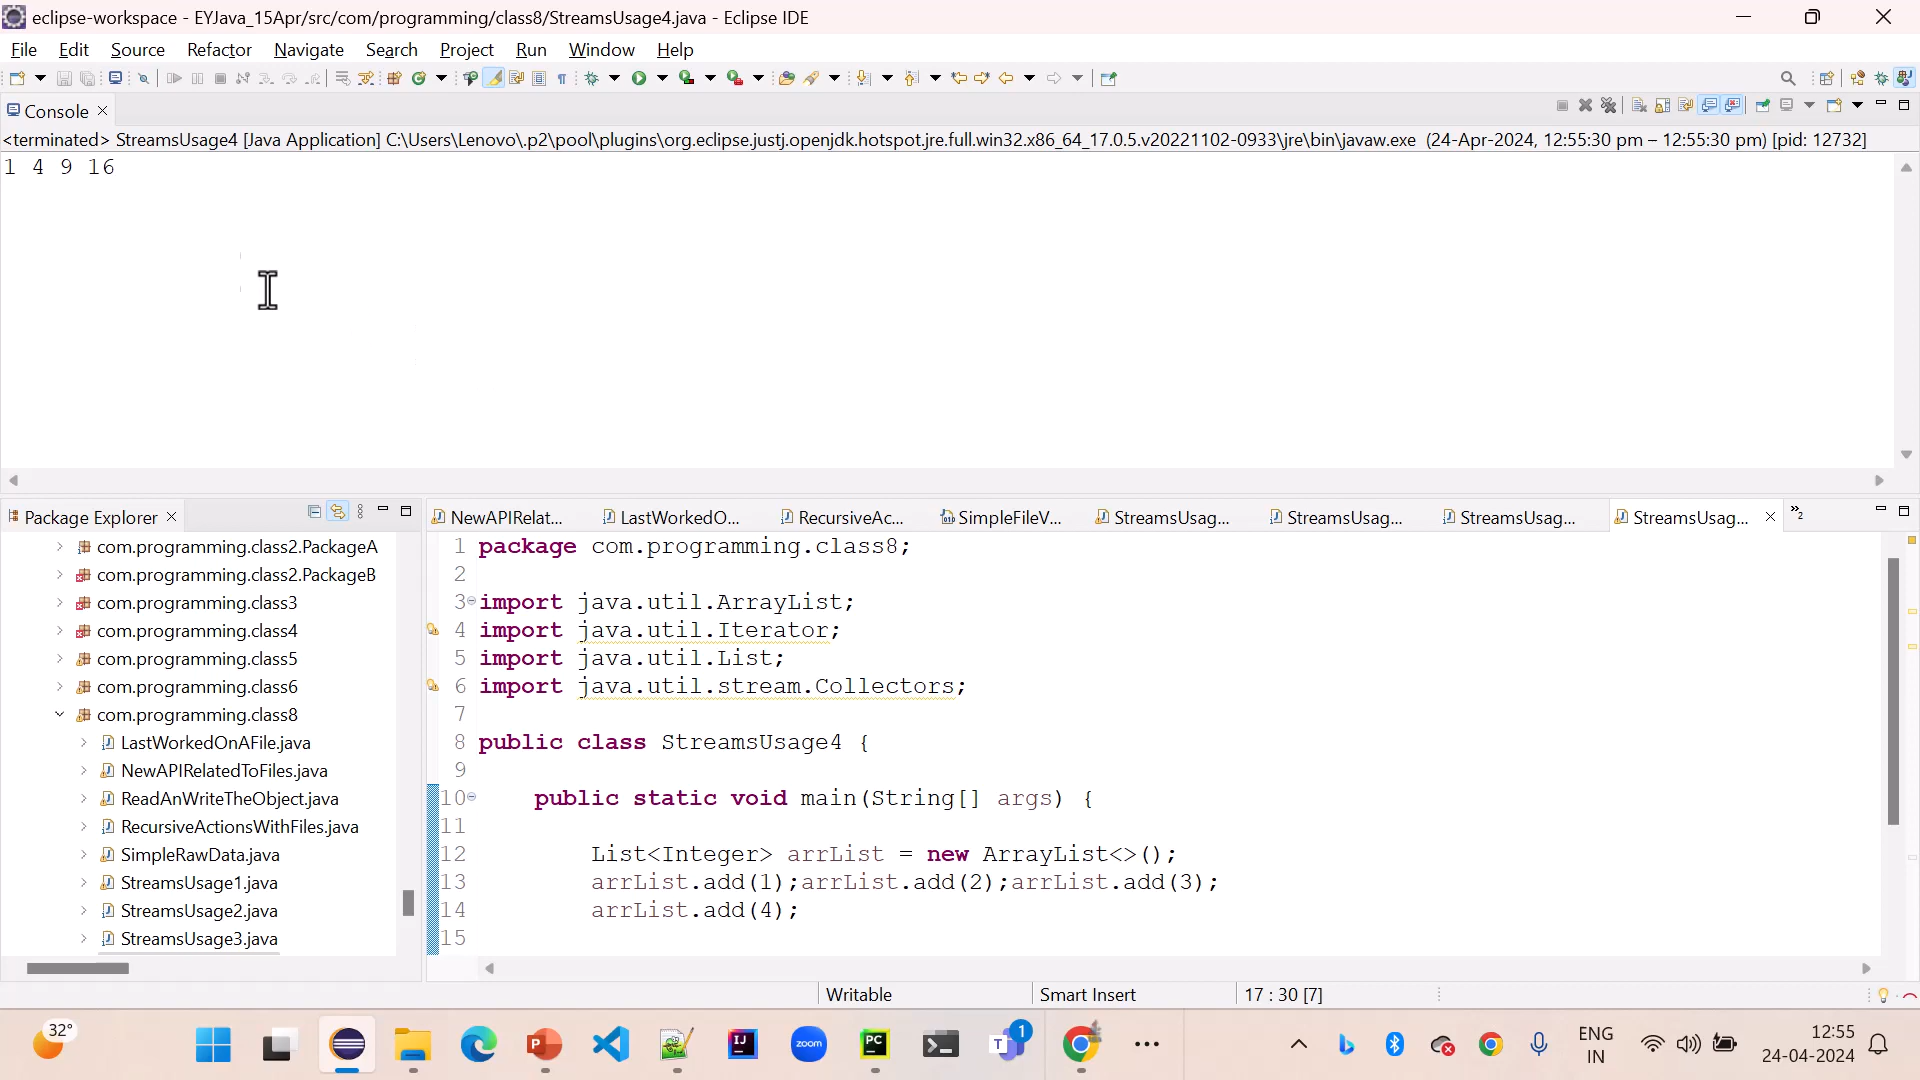 eclipse-workspace - EYJava_15Apr/src/com/programming/class8/StreamsUsage4.java - Eclipse IDE
File Edit Source Refactor Navigate Search Project Run Window Help
Console
<terminated> StreamsUsage4 [Java Application] C:\Users\Lenovo\.p2\pool\plugins\org.eclipse.justj.openjdk.hotspot.jre.full.win32.x86_64_17.0.5.v20221102-0933\jre\bin\javaw.exe (24-Apr-2024, 12:55:30 pm – 12:55:30 pm) [pid: 12732]
1 4 9 16
Package Explorer
com.programming.class2.PackageA
com.programming.class2.PackageB
com.programming.class3
com.programming.class4
com.programming.class5
com.programming.class6
com.programming.class8
LastWorkedOnAFile.java
NewAPIRelatedToFiles.java
ReadAnWriteTheObject.java
RecursiveActionsWithFiles.java
SimpleRawData.java
StreamsUsage1.java
StreamsUsage2.java
StreamsUsage3.java
NewAPIRelat... LastWorkedO... RecursiveAc... SimpleFileV... StreamsUsag... StreamsUsag... StreamsUsag... StreamsUsag... »2
1 package com.programming.class8;
2
3 import java.util.ArrayList;
4 import java.util.Iterator;
5 import java.util.List;
6 import java.util.stream.Collectors;
7
8 public class StreamsUsage4 {
9
10 public static void main(String[] args) {
11
12 List<Integer> arrList = new ArrayList<>();
13 arrList.add(1);arrList.add(2);arrList.add(3);
14 arrList.add(4);
15
Writable Smart Insert 17 : 30 [7]
32° zoom 1 ENG IN 12:55
24-04-2024